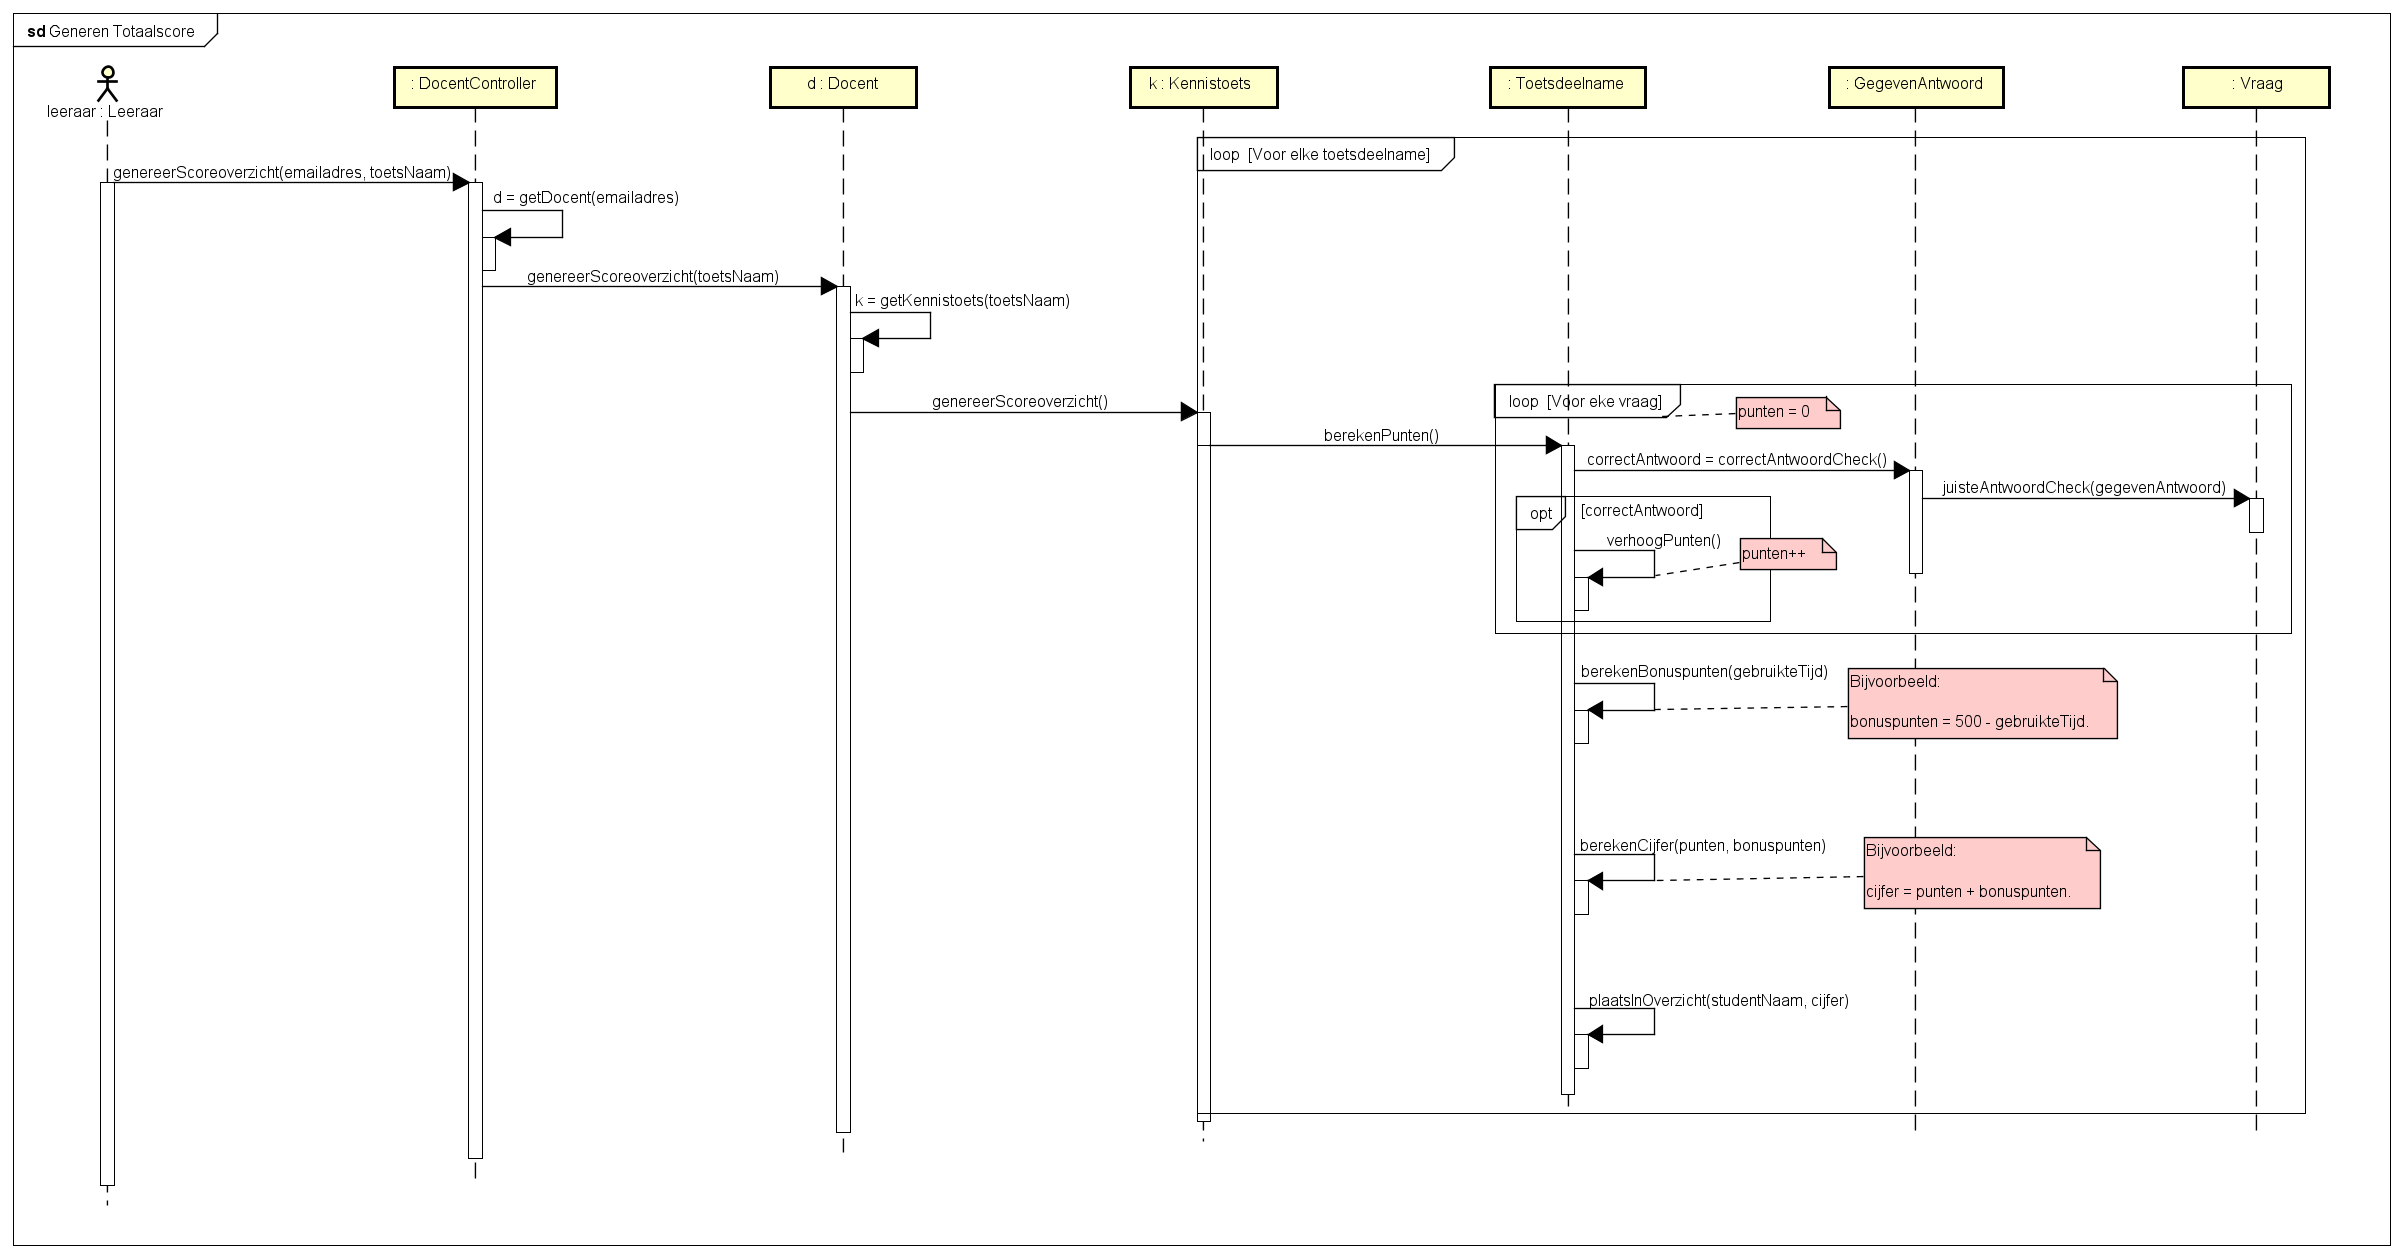 sd Generen Totaalscore
leeraar : Leeraar
: DocentController
d : Docent
k : Kennistoets
: Toetsdeelname
: GegevenAntwoord
: Vraag
loop [Voor elke toetsdeelname]
genereerScoreoverzicht(emailadres, toetsNaam)
d = getDocent(emailadres)
genereerScoreoverzicht(toetsNaam)
k = getKennistoets(toetsNaam)
genereerScoreoverzicht()
loop [Voor eke vraag]
punten = 0
berekenPunten()
correctAntwoord = correctAntwoordCheck()
juisteAntwoordCheck(gegevenAntwoord)
opt [correctAntwoord]
verhoogPunten()
punten++
berekenBonuspunten(gebruikteTijd)
Bijvoorbeeld:
bonuspunten = 500 - gebruikteTijd.
berekenCijfer(punten, bonuspunten)
Bijvoorbeeld:
cijfer = punten + bonuspunten.
plaatsInOverzicht(studentNaam, cijfer)